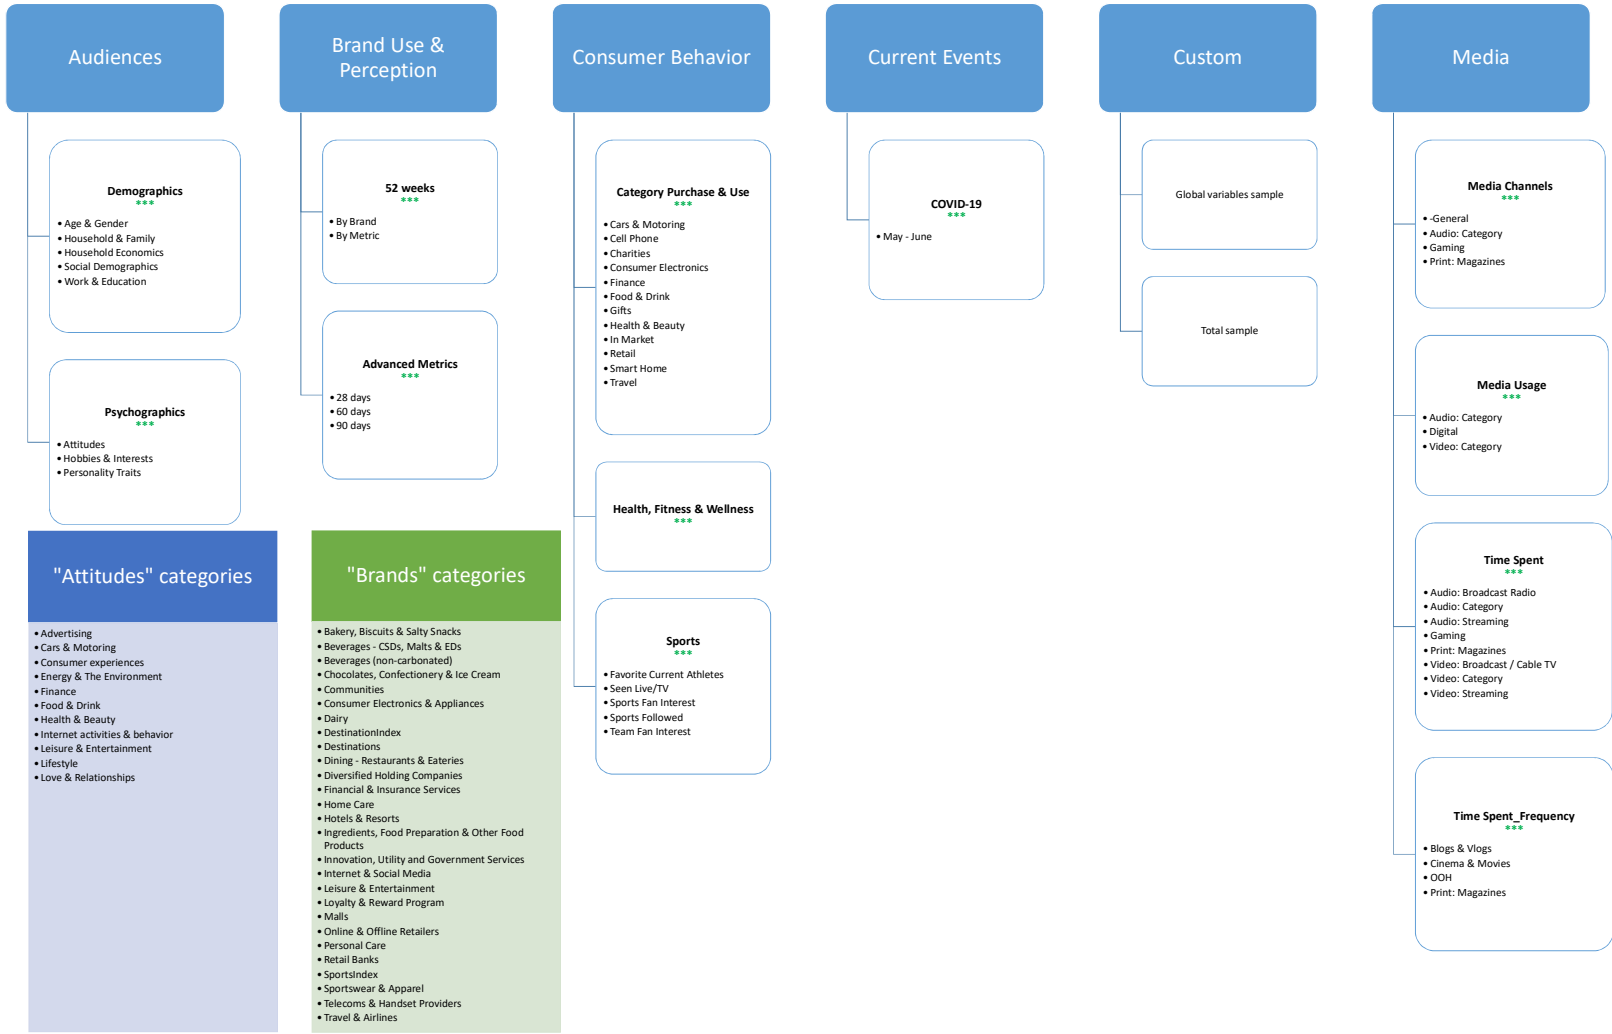 Audiences
Demographics
***
• Age & Gender
• Household & Family
• Household Economics
• Social Demographics
• Work & Education
Psychographics
***
• Attitudes
• Hobbies & Interests
• Personality Traits
"Attitudes" categories
• Advertising
• Cars & Motoring
• Consumer experiences
• Energy & The Environment
• Finance
• Food & Drink
• Health & Beauty
• Internet activities & behavior
• Leisure & Entertainment
• Lifestyle
• Love & Relationships
Brand Use &
Perception
52 weeks
***
• By Brand
• By Metric
Advanced Metrics
***
• 28 days
• 60 days
• 90 days
"Brands" categories
• Bakery, Biscuits & Salty Snacks
• Beverages - CSDs, Malts & EDs
• Beverages (non-carbonated)
• Chocolates, Confectionery & Ice Cream
• Communities
• Consumer Electronics & Appliances
• Dairy
• DestinationIndex
• Destinations
• Dining - Restaurants & Eateries
• Diversified Holding Companies
• Financial & Insurance Services
• Home Care
• Hotels & Resorts
• Ingredients, Food Preparation & Other Food
Products
• Innovation, Utility and Government Services
• Internet & Social Media
• Leisure & Entertainment
• Loyalty & Reward Program
• Malls
• Online & Offline Retailers
• Personal Care
• Retail Banks
• SportsIndex
• Sportswear & Apparel
• Telecoms & Handset Providers
• Travel & Airlines
Consumer Behavior
Category Purchase & Use
***
• Cars & Motoring
• Cell Phone
• Charities
• Consumer Electronics
• Finance
• Food & Drink
• Gifts
• Health & Beauty
• In Market
• Retail
• Smart Home
• Travel
Health, Fitness & Wellness
***
Sports
***
• Favorite Current Athletes
• Seen Live/TV
• Sports Fan Interest
• Sports Followed
• Team Fan Interest
Current Events
COVID-19
***
• May - June
Custom
Global variables sample
Total sample
Media
Media Channels
***
• -General
• Audio: Category
• Gaming
• Print: Magazines
Media Usage
***
• Audio: Category
• Digital
• Video: Category
Time Spent
***
• Audio: Broadcast Radio
• Audio: Category
• Audio: Streaming
• Gaming
• Print: Magazines
• Video: Broadcast / Cable TV
• Video: Category
• Video: Streaming
Time Spent_Frequency
***
• Blogs & Vlogs
• Cinema & Movies
• OOH
• Print: Magazines